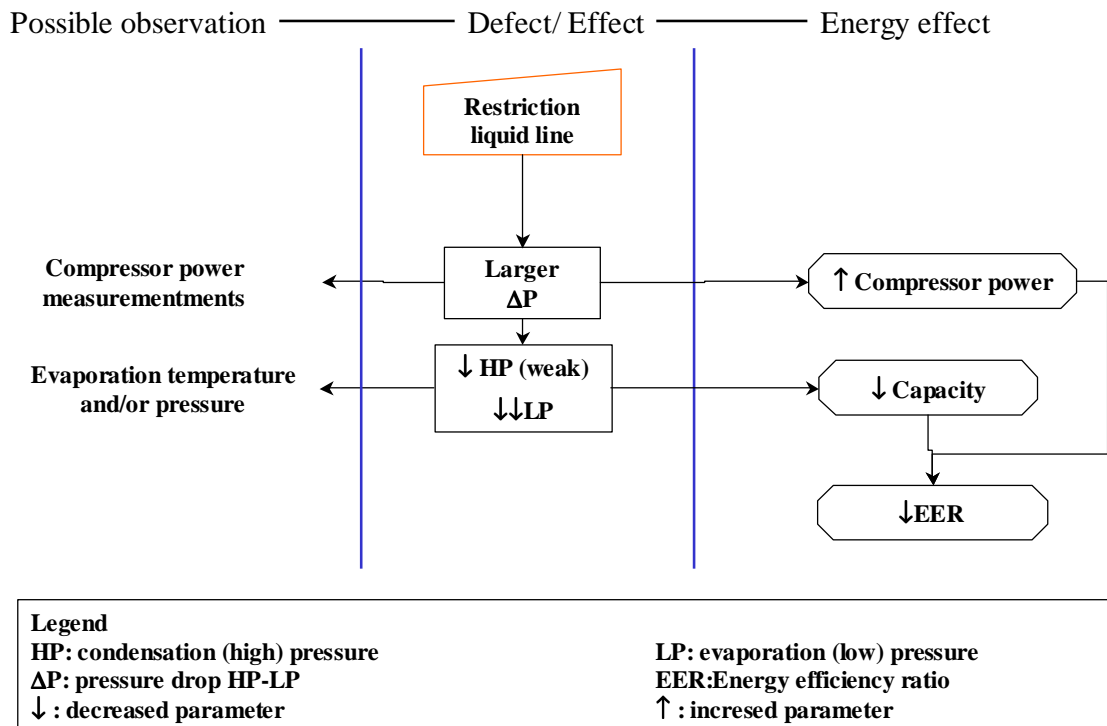 Possible observation Defect/ Effect Energy effect
Restriction
liquid line
Compressor power
measurementments
Larger
ΔP
↑ Compressor power
Evaporation temperature
and/or pressure
↓ HP (weak)
↓↓LP
↓ Capacity
↓EER
Legend
HP: condensation (high) pressure LP: evaporation (low) pressure
ΔP: pressure drop HP-LP EER:Energy efficiency ratio
↓ : decreased parameter ↑ : incresed parameter